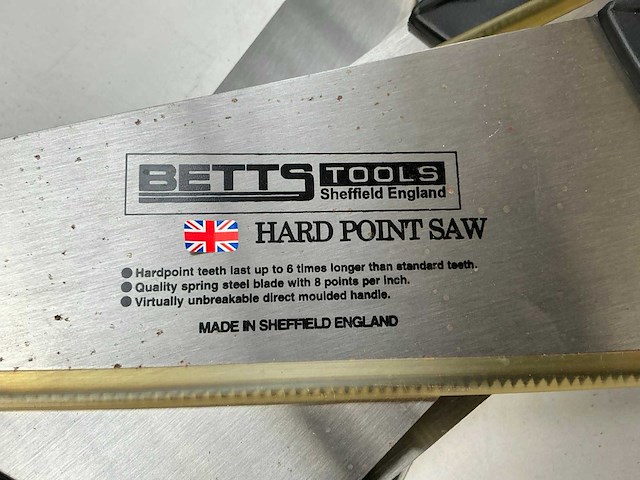 BETTS TOOLS
Sheffield England
HARD POINT SAW
● Hardpoint teeth last up to 6 times longer than standard teeth.
● Quality spring steel blade with 8 points per inch.
● Virtually unbreakable direct moulded handle.
MADE IN SHEFFIELD ENGLAND